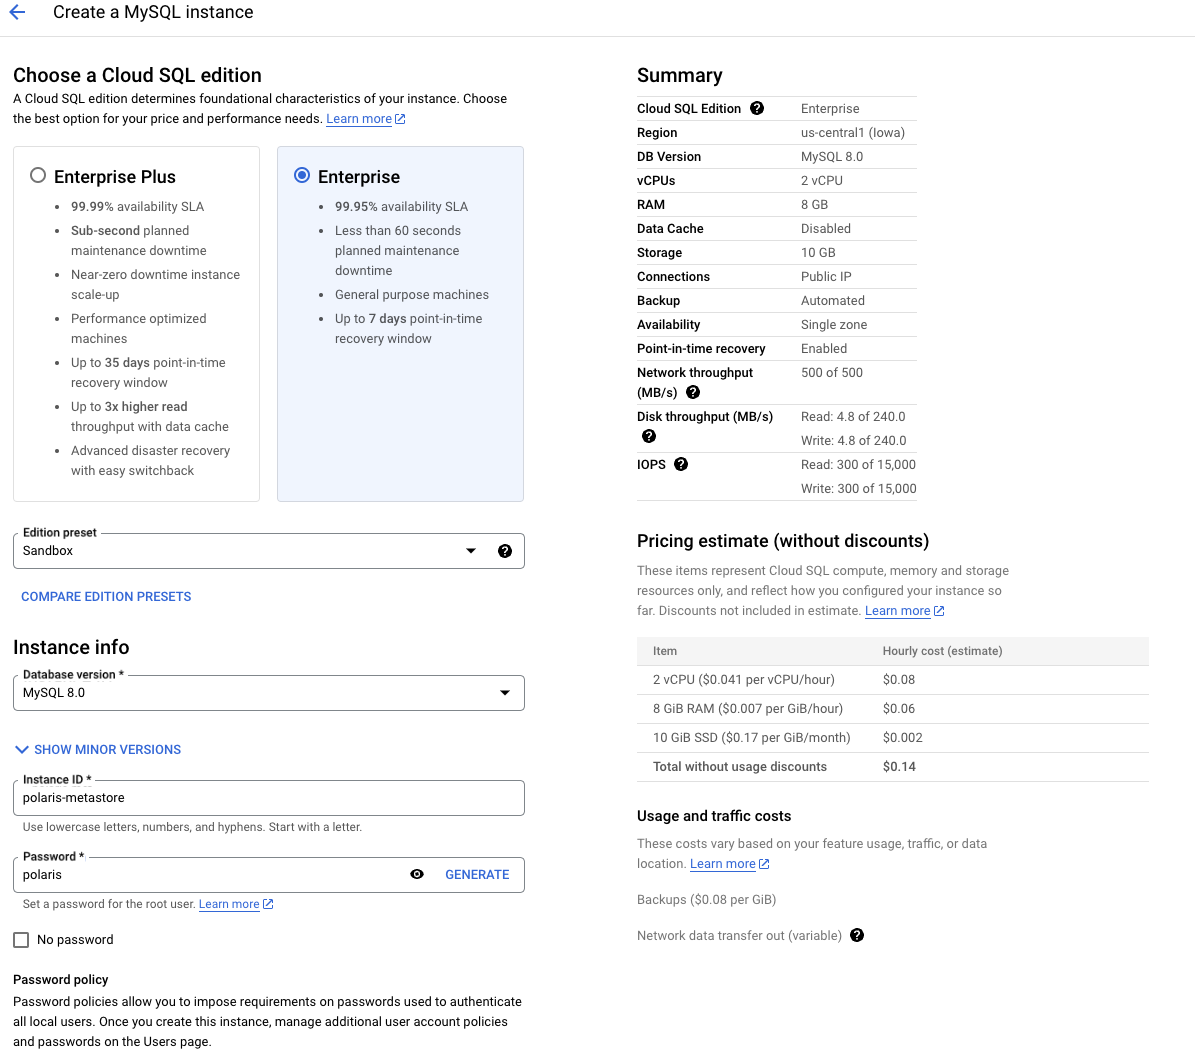 Create a MySQL instance
Choose a Cloud SQL edition
A Cloud SQL edition determines foundational characteristics of your instance. Choose
the best option for your price and performance needs. Learn more
Enterprise Plus
99.99% availability SLA
Sub-second planned
maintenance downtime
Near-zero downtime instance
scale-up
Performance optimized
machines
Up to 35 days point-in-time
recovery window
Up to 3x higher read
throughput with data cache
Advanced disaster recovery
with easy switchback
Enterprise
99.95% availability SLA
Less than 60 seconds
planned maintenance
downtime
General purpose machines
Up to 7 days point-in-time
recovery window
Edition preset
Sandbox
COMPARE EDITION PRESETS
Instance info
Database version *
MySQL 8.0
SHOW MINOR VERSIONS
Instance ID *
polaris-metastore
Use lowercase letters, numbers, and hyphens. Start with a letter.
Password *
polaris
GENERATE
Set a password for the root user. Learn more
No password
Password policy
Password policies allow you to impose requirements on passwords used to authenticate
all local users. Once you create this instance, manage additional user account policies
and passwords on the Users page.
Summary
Cloud SQL Edition Enterprise
Region us-central1 (Iowa)
DB Version MySQL 8.0
vCPUs 2 vCPU
RAM 8 GB
Data Cache Disabled
Storage 10 GB
Connections Public IP
Backup Automated
Availability Single zone
Point-in-time recovery Enabled
Network throughput 500 of 500
(MB/s)
Disk throughput (MB/s) Read: 4.8 of 240.0
Write: 4.8 of 240.0
IOPS Read: 300 of 15,000
Write: 300 of 15,000
Pricing estimate (without discounts)
These items represent Cloud SQL compute, memory and storage
resources only, and reflect how you configured your instance so
far. Discounts not included in estimate. Learn more
Item Hourly cost (estimate)
2 vCPU ($0.041 per vCPU/hour) $0.08
8 GiB RAM ($0.007 per GiB/hour) $0.06
10 GiB SSD ($0.17 per GiB/month) $0.002
Total without usage discounts $0.14
Usage and traffic costs
These costs vary based on your feature usage, traffic, or data
location. Learn more
Backups ($0.08 per GiB)
Network data transfer out (variable)